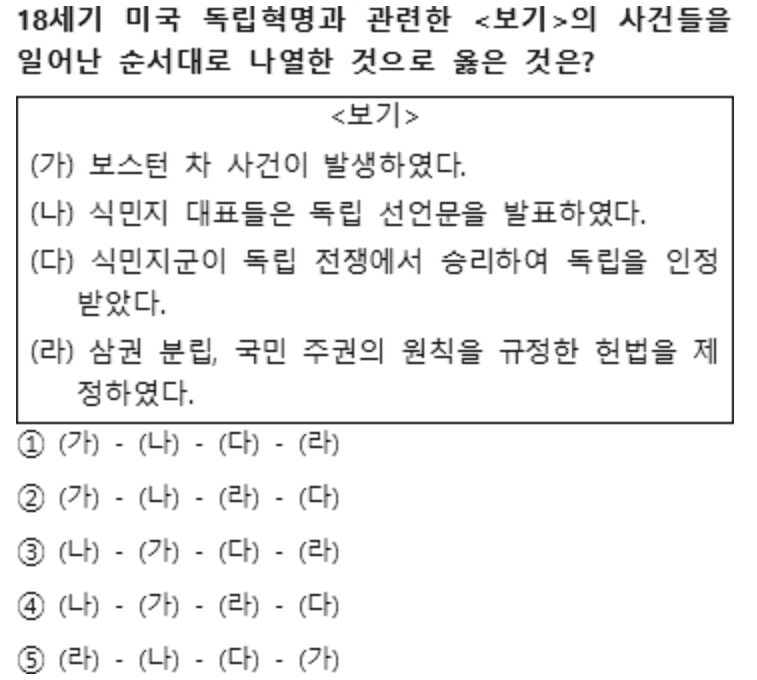 18세기 미국 독립혁명과 관련한 <보기>의 사건들을
일어난 순서대로 나열한 것으로 옳은 것은?
<보기>
(가) 보스턴 차 사건이 발생하였다.
(나) 식민지 대표들은 독립 선언문을 발표하였다.
(다) 식민지군이 독립 전쟁에서 승리하여 독립을 인정
받았다.
(라) 삼권 분립, 국민 주권의 원칙을 규정한 헌법을 제
정하였다.
① (가) - (나) - (다) - (라)
② (가) - (나) - (라) - (다)
③ (나) - (가) - (다) - (라)
④ (나) - (가) - (라) - (다)
⑤ (라) - (나) - (다) - (가)